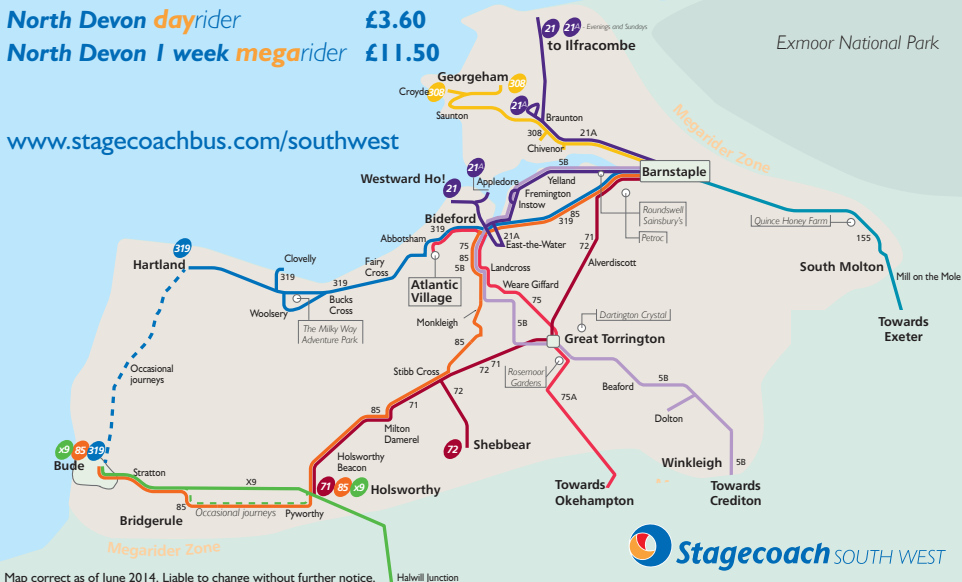 North Devon dayrider £3.60
North Devon 1 week megarider £11.50
www.stagecoachbus.com/southwest
21 21A - Evenings and Sundays
to Ilfracombe
Exmoor National Park
Megarider Zone
Georgeham
308
Croyde
308
Saunton
21A
Braunton
308
21A
Chivenor
5B
Barnstaple
21A
Westward Ho!
21
Appledore
Yelland
Fremington
Instow
Bideford
85
319
Roundswell
Sainsbury's
Petroc
Quince Honey Farm
155
South Molton
Mill on the Mole
Towards
Exeter
319
Hartland
Clovelly
319
319
Fairy
Cross
Abbotsham
319
75
85
5B
21A
East-the-Water
71
72
Alverdiscott
Landcross
Weare Giffard
75
Atlantic
Village
Woolsery
Bucks
Cross
The Milky Way
Adventure Park
Monkleigh
5B
Dartington Crystal
Great Torrington
85
Occasional
journeys
Stibb Cross
72
71
Rosemoor
Gardens
72
75A
Beaford
5B
Dolton
85
71
Milton
Damerel
72
Shebbear
Holsworthy
Beacon
x9 85 319
Bude
Stratton
X9
71 85 x9 Holsworthy
85
Occasional journeys
Pyworthy
Bridgerule
Towards
Okehampton
Winkleigh
5B
Towards
Crediton
Megarider Zone
Stagecoach SOUTH WEST
Map correct as of June 2014. Liable to change without further notice.
Halwill Junction